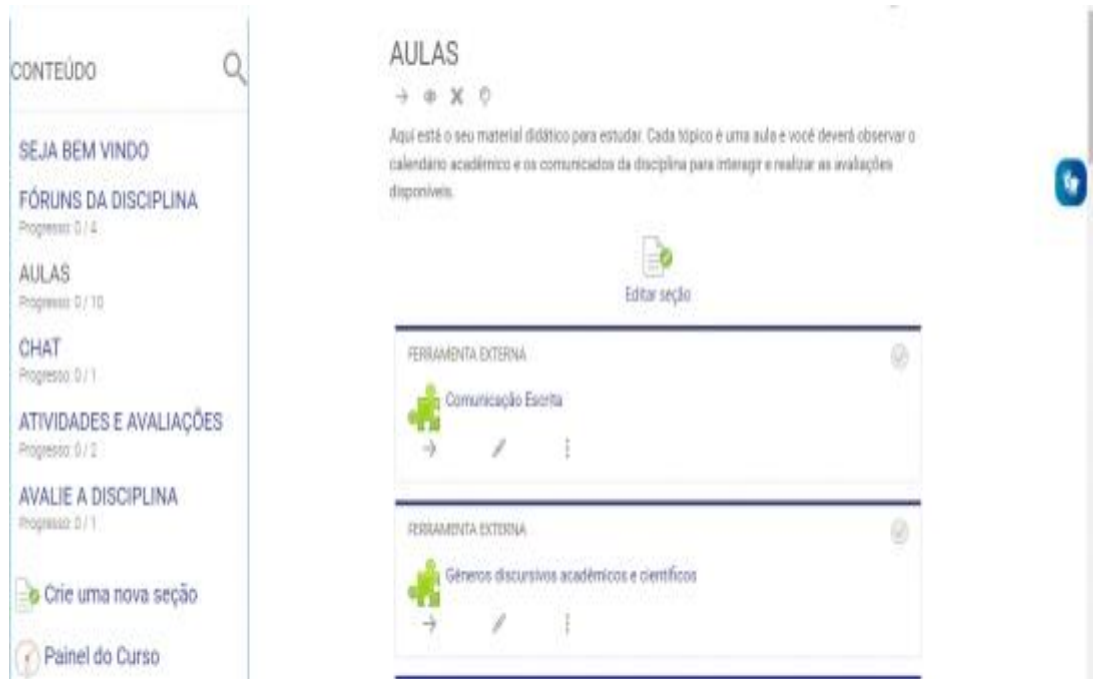 CONTEÚDO
SEJA BEM VINDO
FÓRUNS DA DISCIPLINA
Progresso: 0 / 4
AULAS
Progresso: 0 / 10
CHAT
Progresso: 0 / 1
ATIVIDADES E AVALIAÇÕES
Progresso: 0 / 2
AVALIE A DISCIPLINA
Progresso: 0 / 1
Crie uma nova seção
Painel do Curso
AULAS
Aqui está o seu material didático para estudar. Cada tópico é uma aula e você deverá observar o
calendário acadêmico e os comunicados da disciplina para interagir e realizar as avaliações
disponíveis.
Editar seção
FERRAMENTA EXTERNA
Comunicação Escrita
FERRAMENTA EXTERNA
Gêneros discursivos acadêmicos e científicos